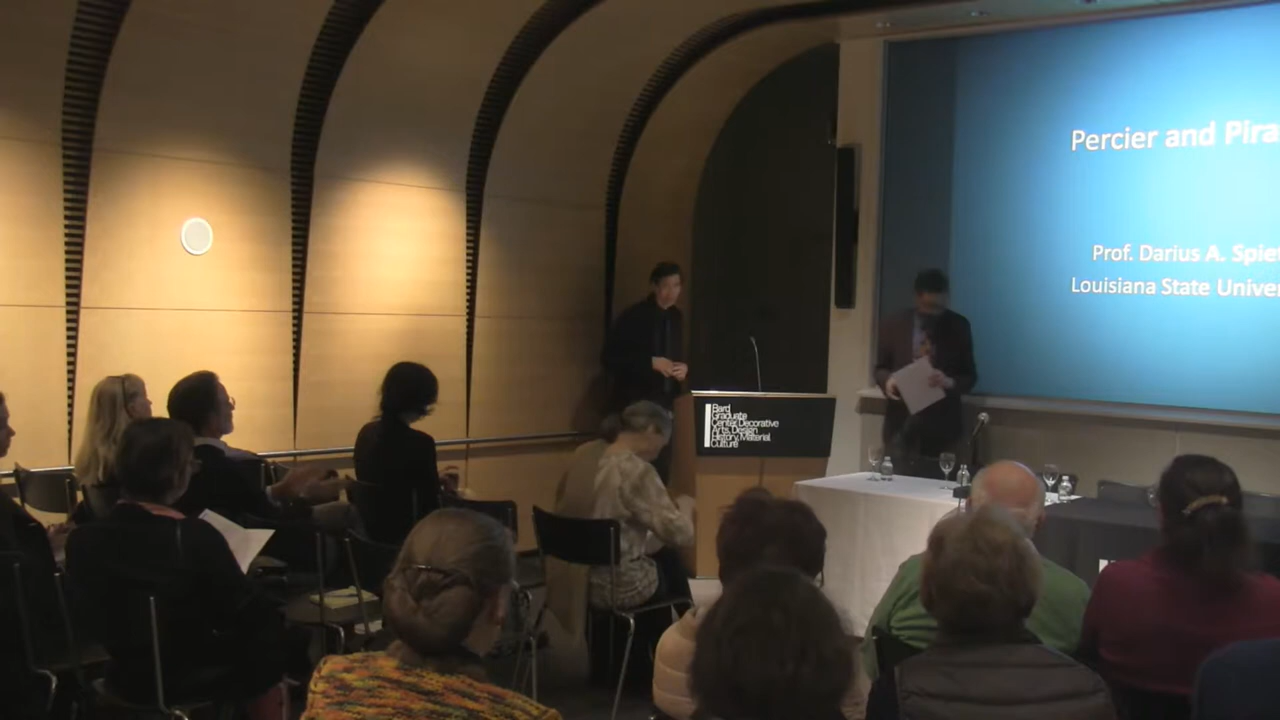 Percier and Pira
Prof. Darius A. Spie
Louisiana State Univer
Bard
Graduate
Center Decorative
Arts, Design
History, Material
Culture